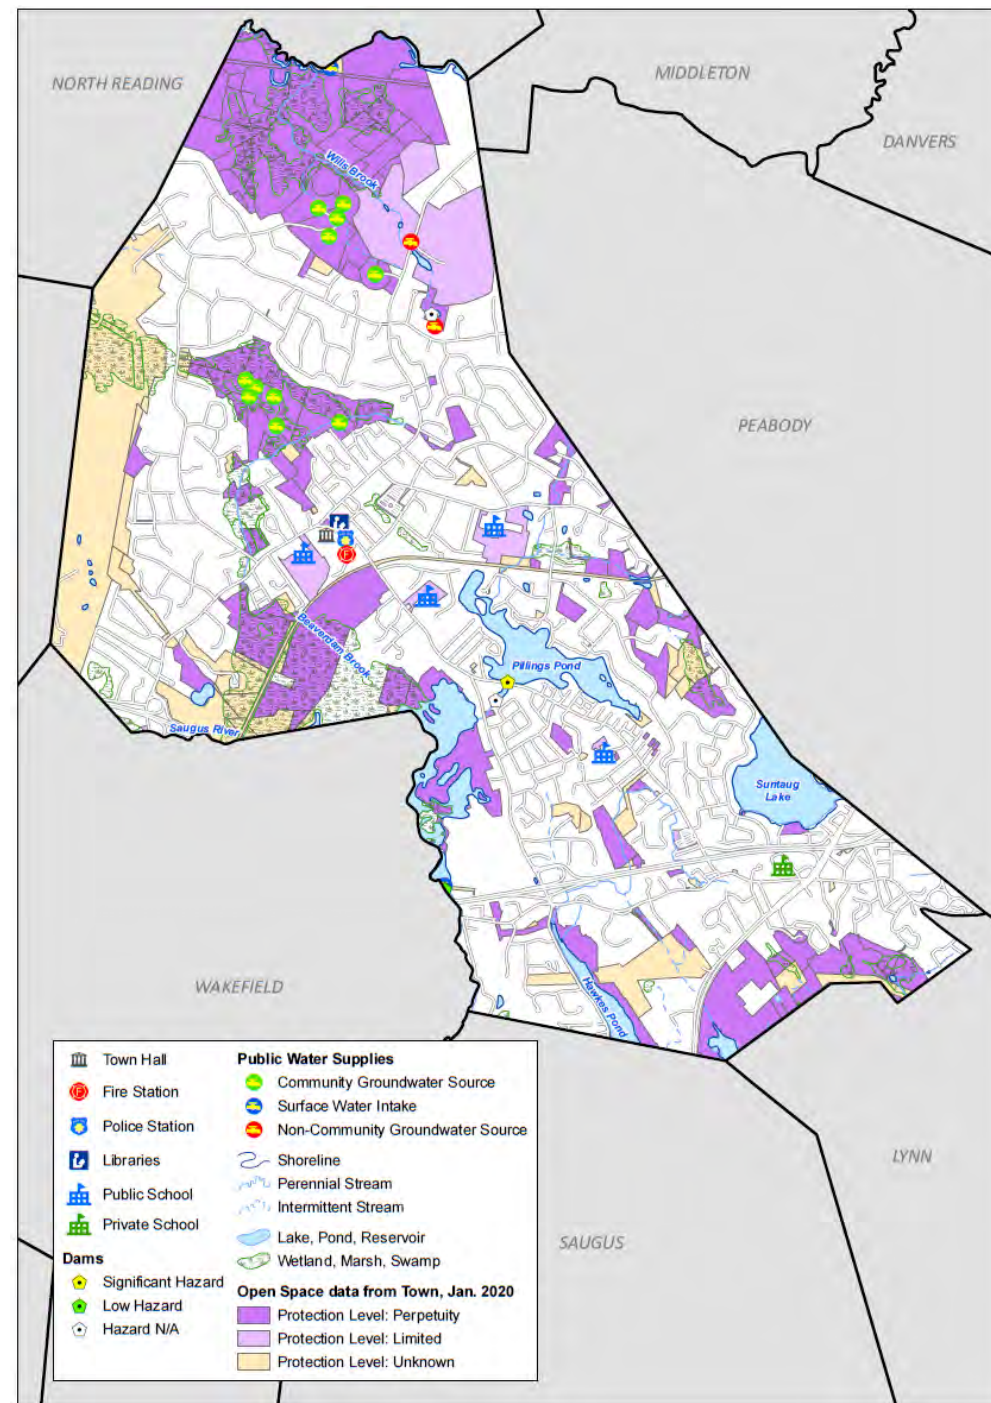 NORTH READING
MIDDLETON
DANVERS
Wills Brook
PEABODY
Beaverdam Brook
Pillings Pond
Saugus River
Suntaug
Lake
WAKEFIELD
Hawkes Pond
LYNN
SAUGUS
Town Hall
Fire Station
Police Station
Libraries
Public School
Private School
Dams
Significant Hazard
Low Hazard
Hazard N/A
Public Water Supplies
Community Groundwater Source
Surface Water Intake
Non-Community Groundwater Source
Shoreline
Perennial Stream
Intermittent Stream
Lake, Pond, Reservoir
Wetland, Marsh, Swamp
Open Space data from Town, Jan. 2020
Protection Level: Perpetuity
Protection Level: Limited
Protection Level: Unknown